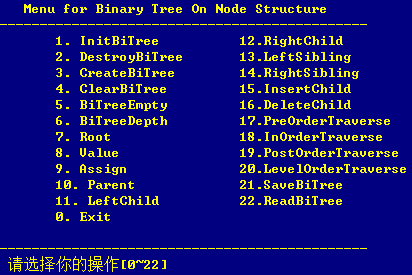 Menu for Binary Tree On Node Structure
-------------------------------------------------
1. InitBiTree 12.RightChild
2. DestroyBiTree 13.LeftSibling
3. CreateBiTree 14.RightSibling
4. ClearBiTree 15.InsertChild
5. BiTreeEmpty 16.DeleteChild
6. BiTreeDepth 17.PreOrderTraverse
7. Root 18.InOrderTraverse
8. Value 19.PostOrderTraverse
9. Assign 20.LevelOrderTraverse
10. Parent 21.SaveBiTree
11. LeftChild 22.ReadBiTree
0. Exit
-------------------------------------------------
请选择你的操作[0~22]